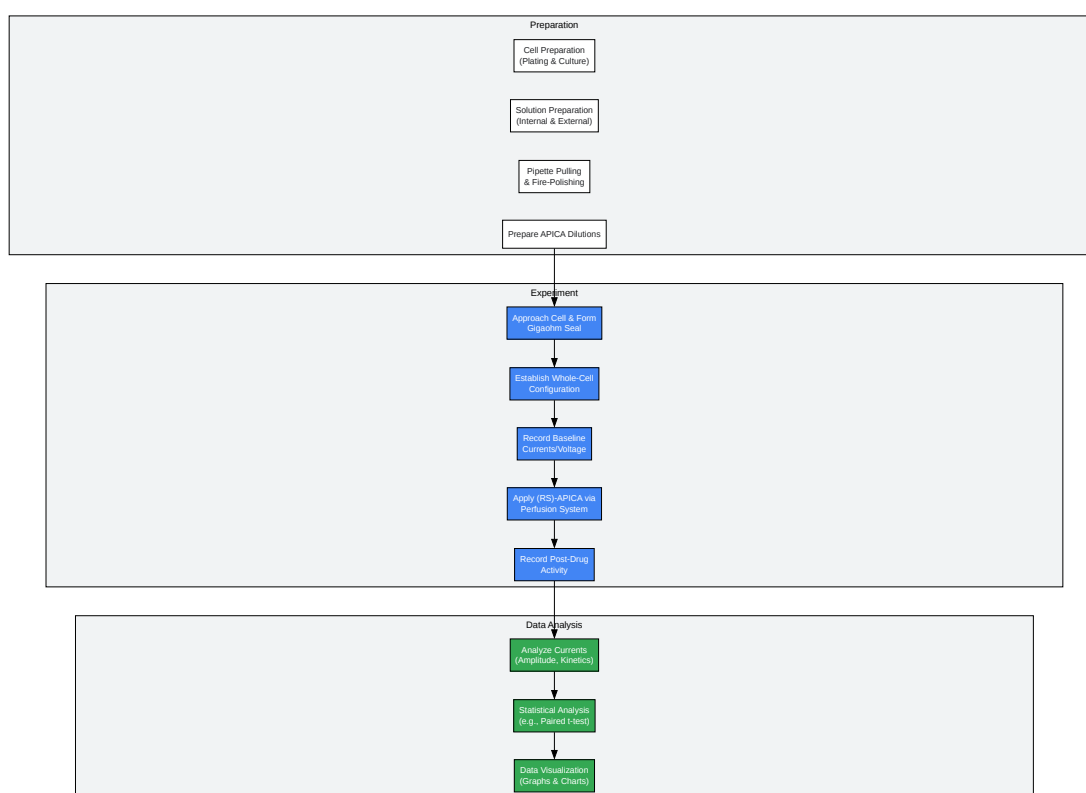 Preparation
Cell Preparation
(Plating & Culture)
Solution Preparation
(Internal & External)
Pipette Pulling
& Fire-Polishing
Prepare APICA Dilutions
Experiment
Approach Cell & Form
Gigaohm Seal
Establish Whole-Cell
Configuration
Record Baseline
Currents/Voltage
Apply (RS)-APICA via
Perfusion System
Record Post-Drug
Activity
Data Analysis
Analyze Currents
(Amplitude, Kinetics)
Statistical Analysis
(e.g., Paired t-test)
Data Visualization
(Graphs & Charts)